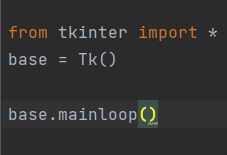 from tkinter import *
base = Tk()
base.mainloop()